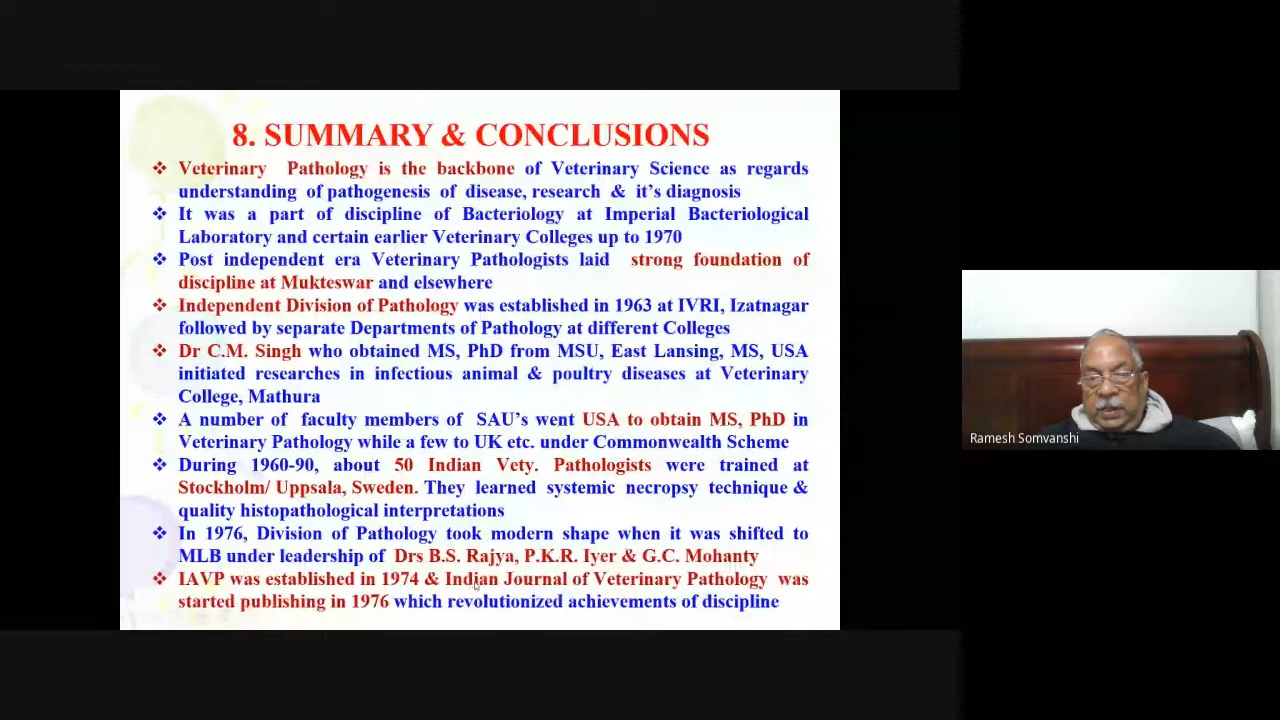 8. SUMMARY & CONCLUSIONS
❖ Veterinary Pathology is the backbone of Veterinary Science as regards
understanding of pathogenesis of disease, research & it's diagnosis
❖ It was a part of discipline of Bacteriology at Imperial Bacteriological
Laboratory and certain earlier Veterinary Colleges up to 1970
❖ Post independent era Veterinary Pathologists laid strong foundation of
discipline at Mukteswar and elsewhere
❖ Independent Division of Pathology was established in 1963 at IVRI, Izatnagar
followed by separate Departments of Pathology at different Colleges
❖ Dr C.M. Singh who obtained MS, PhD from MSU, East Lansing, MS, USA
initiated researches in infectious animal & poultry diseases at Veterinary
College, Mathura
❖ A number of faculty members of SAU's went USA to obtain MS, PhD in
Veterinary Pathology while a few to UK etc. under Commonwealth Scheme
❖ During 1960-90, about 50 Indian Vety. Pathologists were trained at
Stockholm/ Uppsala, Sweden. They learned systemic necropsy technique &
quality histopathological interpretations
❖ In 1976, Division of Pathology took modern shape when it was shifted to
MLB under leadership of Drs B.S. Rajya, P.K.R. Iyer & G.C. Mohanty
❖ IAVP was established in 1974 & Indian Journal of Veterinary Pathology was
started publishing in 1976 which revolutionized achievements of discipline
Ramesh Somvanshi